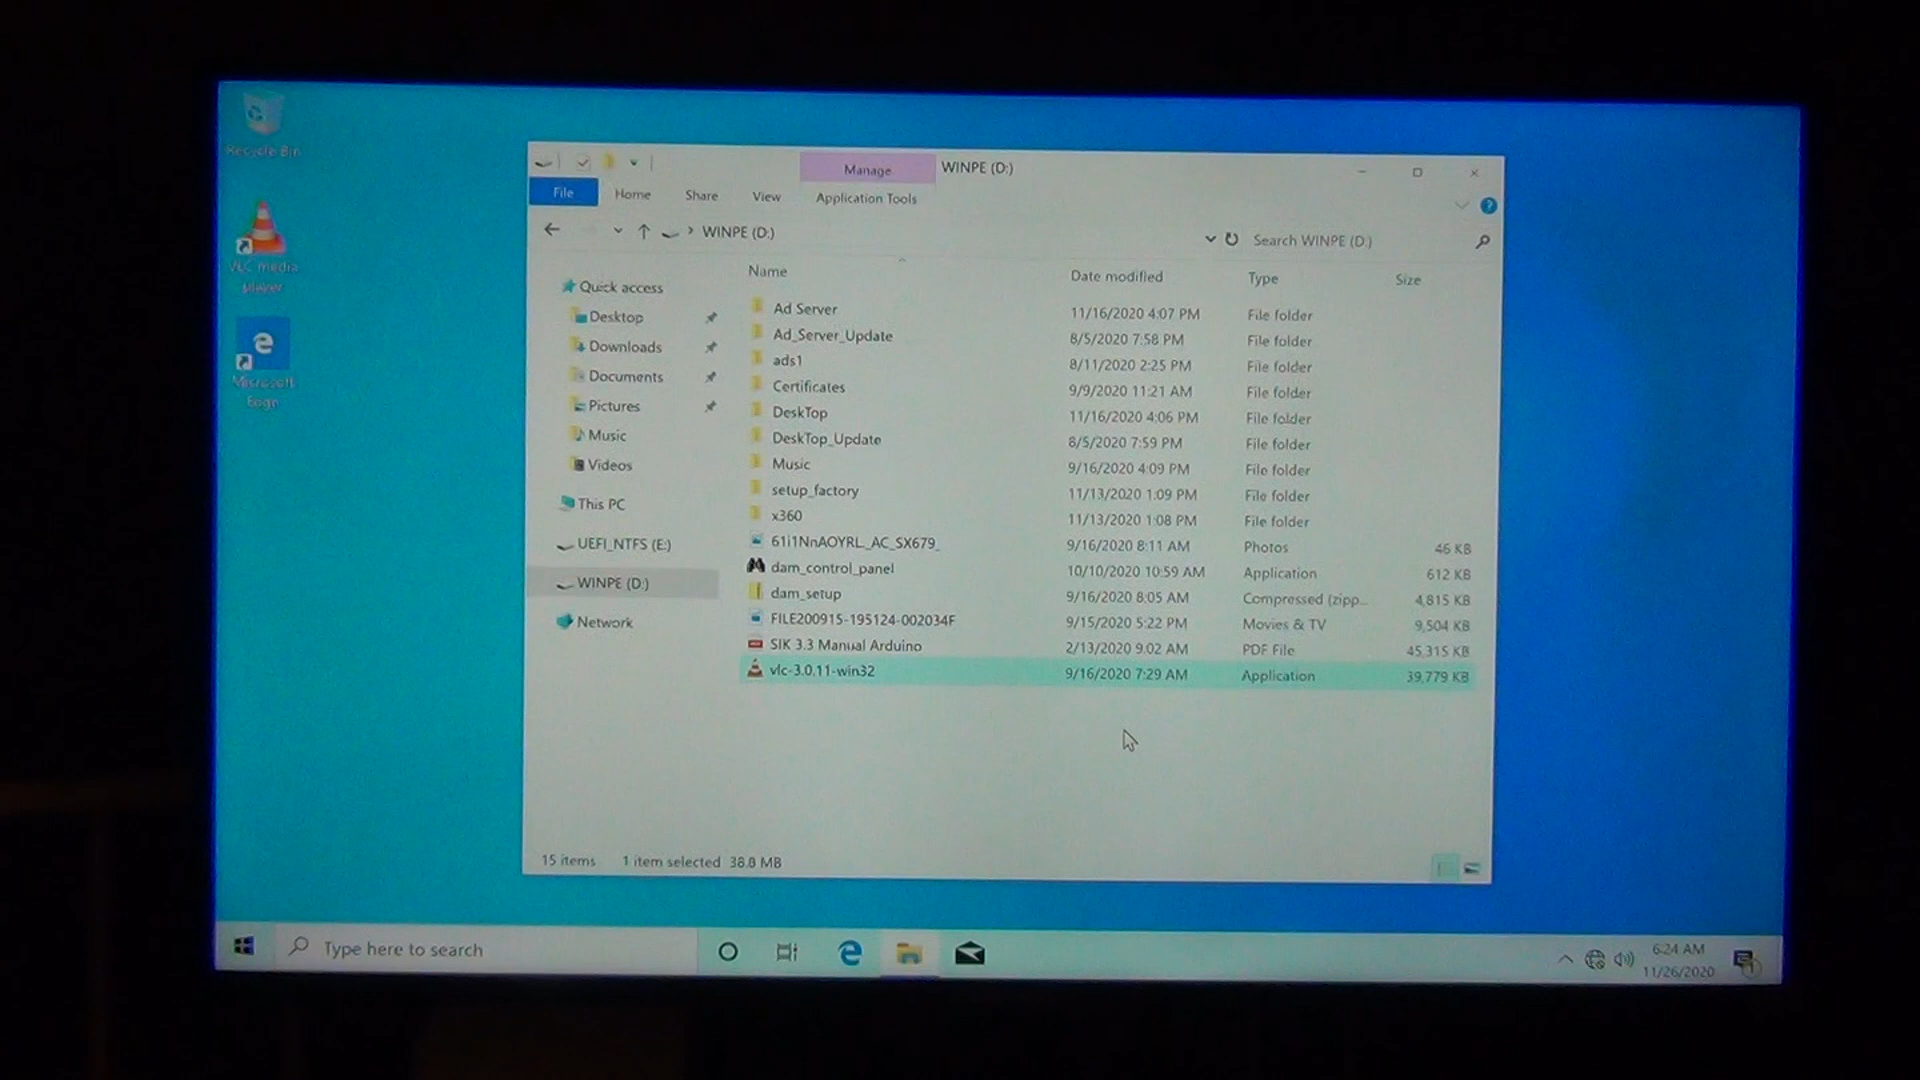 Recycle Bin
VLC media
player
Microsoft
Edge
Manage
WINPE (D:)
File
Home
Share
View
Application Tools
WINPE (D:)
Search WINPE (D:)
Name
Date modified
Type
Size
Quick access
Desktop
Downloads
Documents
Pictures
Music
Videos
This PC
UEFI_NTFS (E:)
WINPE (D:)
Network
Ad Server 11/16/2020 4:07 PM File folder
Ad_Server_Update 8/5/2020 7:58 PM File folder
ads1 8/11/2020 2:25 PM File folder
Certificates 9/9/2020 11:21 AM File folder
DeskTop 11/16/2020 4:06 PM File folder
DeskTop_Update 8/5/2020 7:59 PM File folder
Music 9/16/2020 4:09 PM File folder
setup_factory 11/13/2020 1:09 PM File folder
x360 11/13/2020 1:08 PM File folder
61i1NnAOYRL._AC_SX679_ 9/16/2020 8:11 AM Photos 46 KB
dam_control_panel 10/10/2020 10:59 AM Application 612 KB
dam_setup 9/16/2020 8:05 AM Compressed (zipp... 4,815 KB
FILE200915-195124-002034F 9/15/2020 5:22 PM Movies & TV 9,504 KB
SIK 3.3 Manual Arduino 2/13/2020 9:02 AM PDF File 45,315 KB
vlc-3.0.11-win32 9/16/2020 7:29 AM Application 39,779 KB
15 items 1 item selected 38.8 MB
Type here to search
6:24 AM
11/26/2020